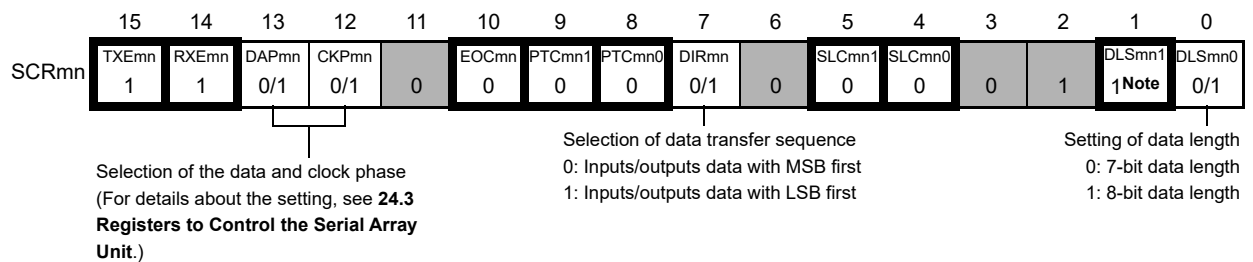 15 14 13 12 11 10 9 8 7 6 5 4 3 2 1 0
SCRmn
TXEmn RXEmn DAPmn CKPmn EOCmn PTCmn1 PTCmn0 DIRmn SLCmn1 SLCmn0 DLSmn1 DLSmn0
1 1 0/1 0/1 0 0 0 0 0/1 0 0 0 0 1 1Note 0/1
Selection of the data and clock phase
(For details about the setting, see 24.3
Registers to Control the Serial Array
Unit.)
Selection of data transfer sequence
0: Inputs/outputs data with MSB first
1: Inputs/outputs data with LSB first
Setting of data length
0: 7-bit data length
1: 8-bit data length